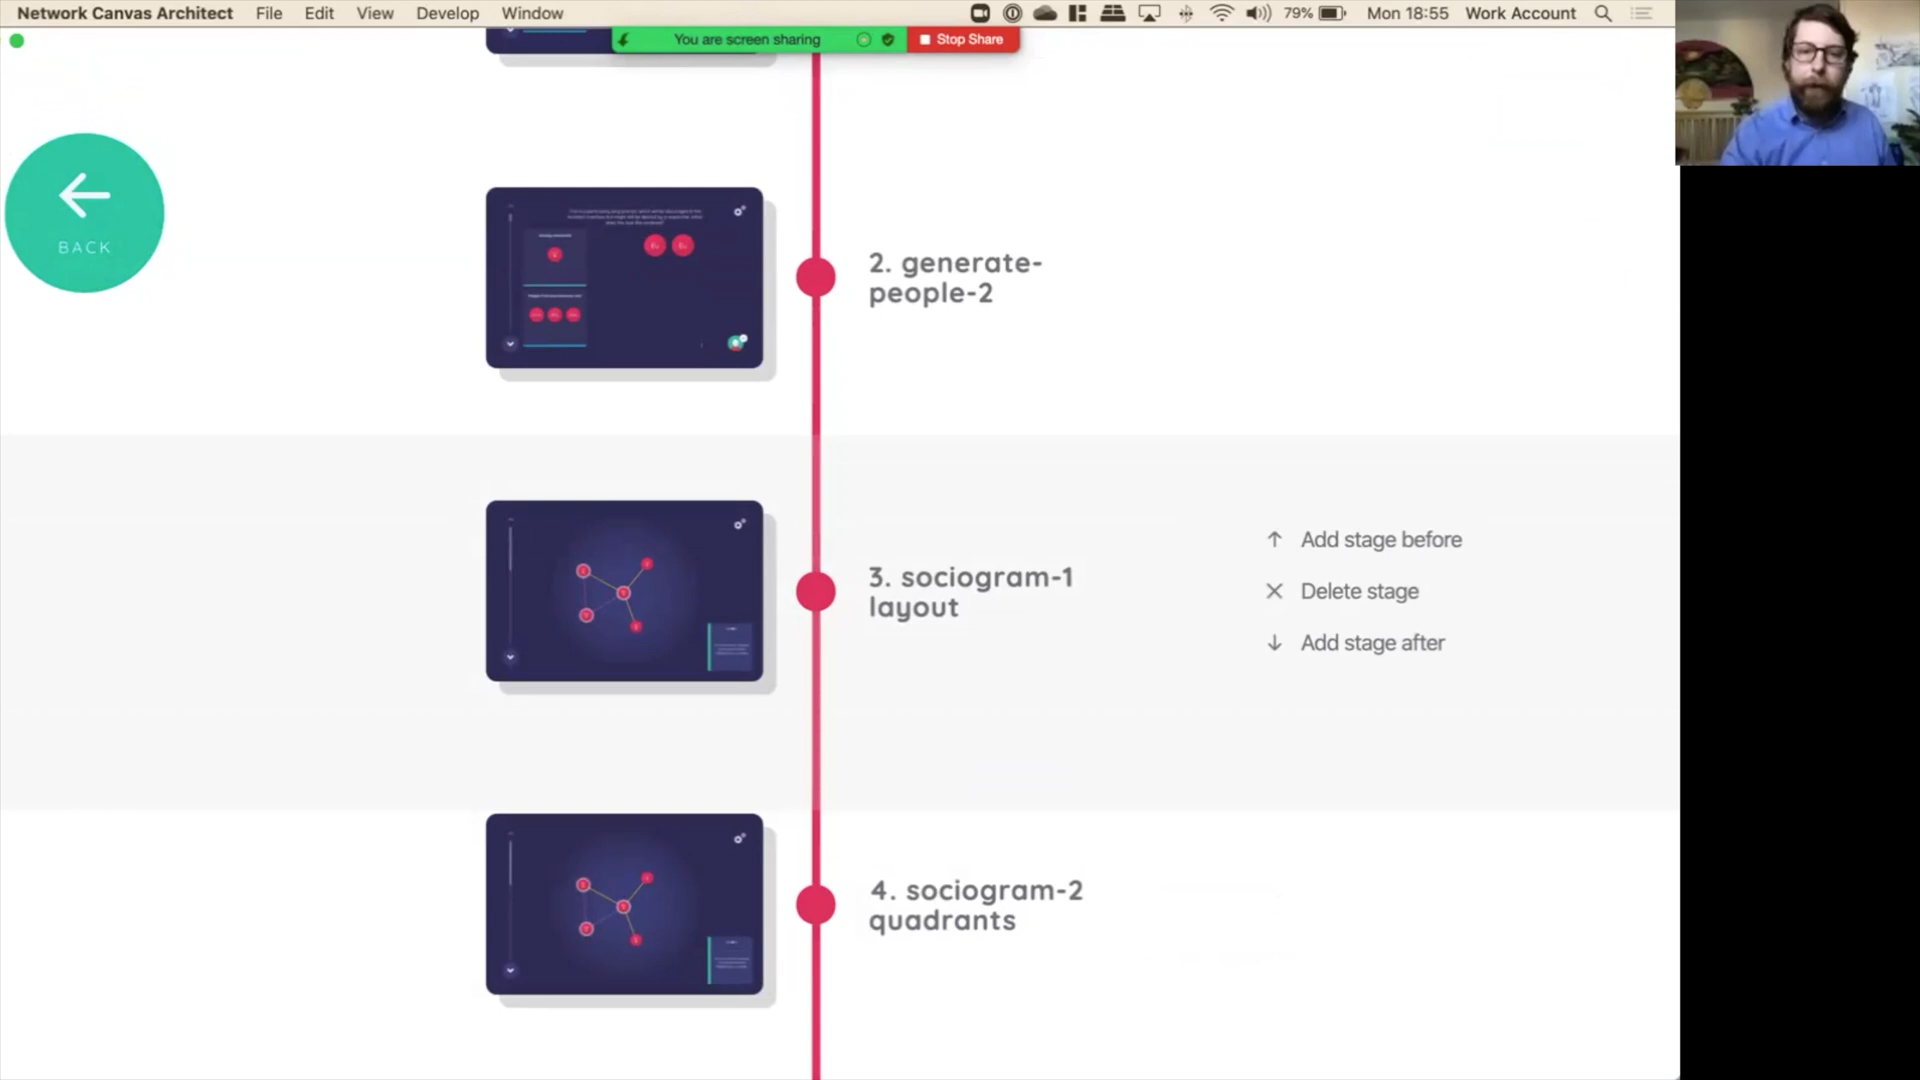 Network Canvas Architect File Edit View Develop Window 79% Mon 18:55 Work Account
You are screen sharing Stop Share
BACK
2. generate-
people-2
3. sociogram-1
layout
Add stage before
Delete stage
Add stage after
4. sociogram-2
quadrants